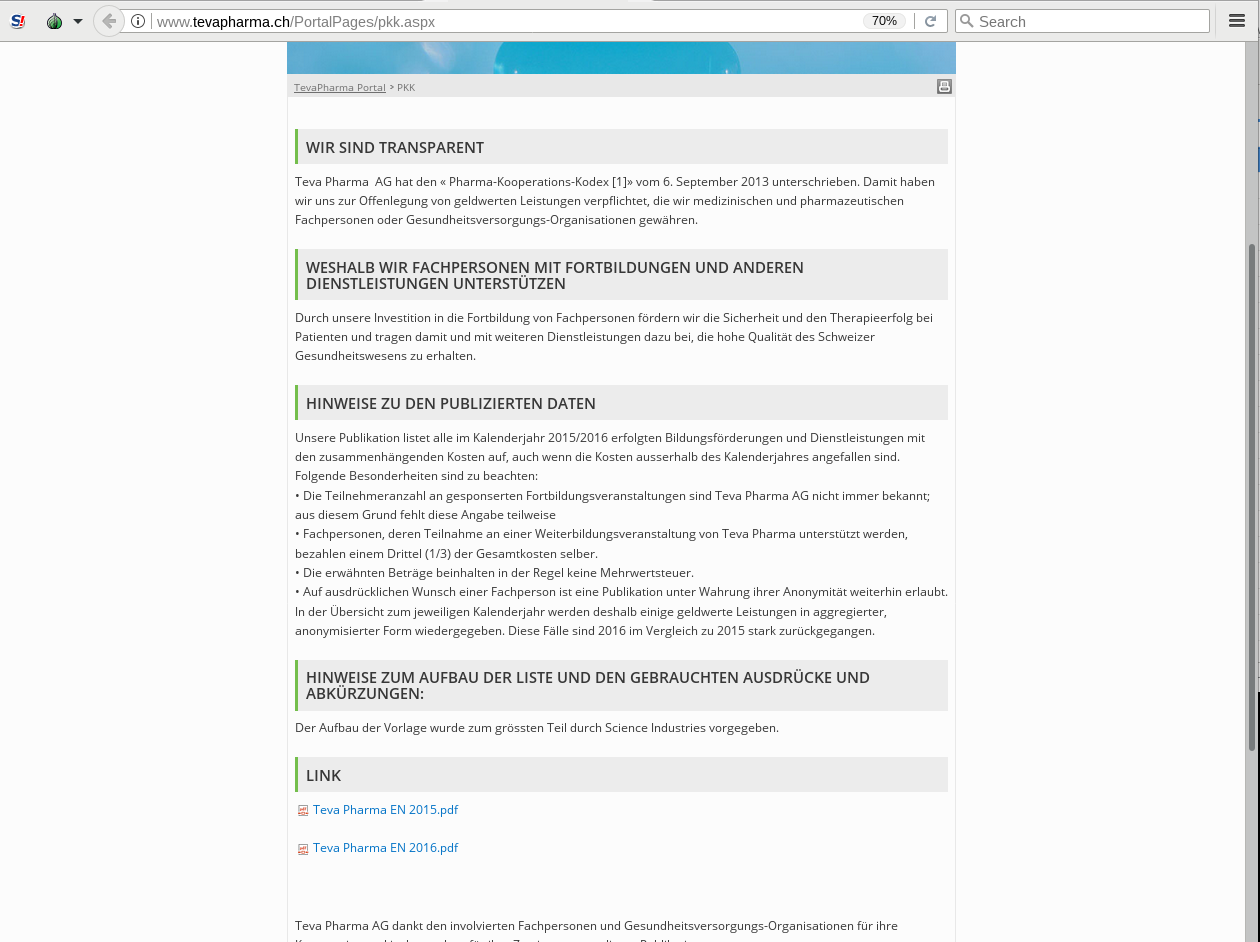 S!
www.tevapharma.ch/PortalPages/pkk.aspx
70%
Search
TevaPharma Portal > PKK
WIR SIND TRANSPARENT
Teva Pharma AG hat den « Pharma-Kooperations-Kodex [1]» vom 6. September 2013 unterschrieben. Damit haben
wir uns zur Offenlegung von geldwerten Leistungen verpflichtet, die wir medizinischen und pharmazeutischen
Fachpersonen oder Gesundheitsversorgungs-Organisationen gewähren.
WESHALB WIR FACHPERSONEN MIT FORTBILDUNGEN UND ANDEREN
DIENSTLEISTUNGEN UNTERSTÜTZEN
Durch unsere Investition in die Fortbildung von Fachpersonen fördern wir die Sicherheit und den Therapieerfolg bei
Patienten und tragen damit und mit weiteren Dienstleistungen dazu bei, die hohe Qualität des Schweizer
Gesundheitswesens zu erhalten.
HINWEISE ZU DEN PUBLIZIERTEN DATEN
Unsere Publikation listet alle im Kalenderjahr 2015/2016 erfolgten Bildungsförderungen und Dienstleistungen mit
den zusammenhängenden Kosten auf, auch wenn die Kosten ausserhalb des Kalenderjahres angefallen sind.
Folgende Besonderheiten sind zu beachten:
• Die Teilnehmeranzahl an gesponserten Fortbildungsveranstaltungen sind Teva Pharma AG nicht immer bekannt;
aus diesem Grund fehlt diese Angabe teilweise
• Fachpersonen, deren Teilnahme an einer Weiterbildungsveranstaltung von Teva Pharma unterstützt werden,
bezahlen einem Drittel (1/3) der Gesamtkosten selber.
• Die erwähnten Beträge beinhalten in der Regel keine Mehrwertsteuer.
• Auf ausdrücklichen Wunsch einer Fachperson ist eine Publikation unter Wahrung ihrer Anonymität weiterhin erlaubt.
In der Übersicht zum jeweiligen Kalenderjahr werden deshalb einige geldwerte Leistungen in aggregierter,
anonymisierter Form wiedergegeben. Diese Fälle sind 2016 im Vergleich zu 2015 stark zurückgegangen.
HINWEISE ZUM AUFBAU DER LISTE UND DEN GEBRAUCHTEN AUSDRÜCKE UND
ABKÜRZUNGEN:
Der Aufbau der Vorlage wurde zum grössten Teil durch Science Industries vorgegeben.
LINK
Teva Pharma EN 2015.pdf
Teva Pharma EN 2016.pdf
Teva Pharma AG dankt den involvierten Fachpersonen und Gesundheitsversorgungs-Organisationen für ihre